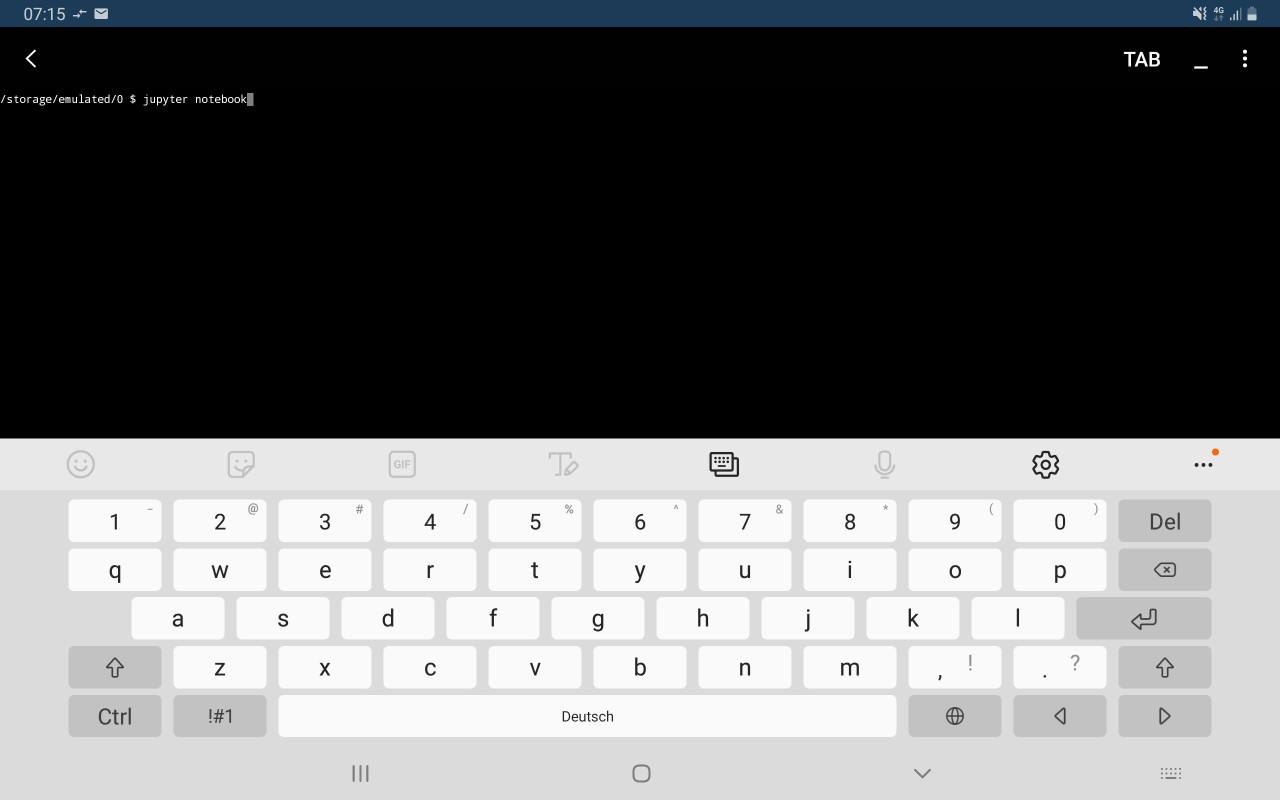 07:15 4G
TAB _
/storage/emulated/0 $ jupyter notebook
GIF
1 - 2 @ 3 # 4 / 5 % 6 ^ 7 & 8 * 9 ( 0 ) Del
q w e r t y u i o p
a s d f g h j k l
z x c v b n m , ! . ?
Ctrl !#1 Deutsch